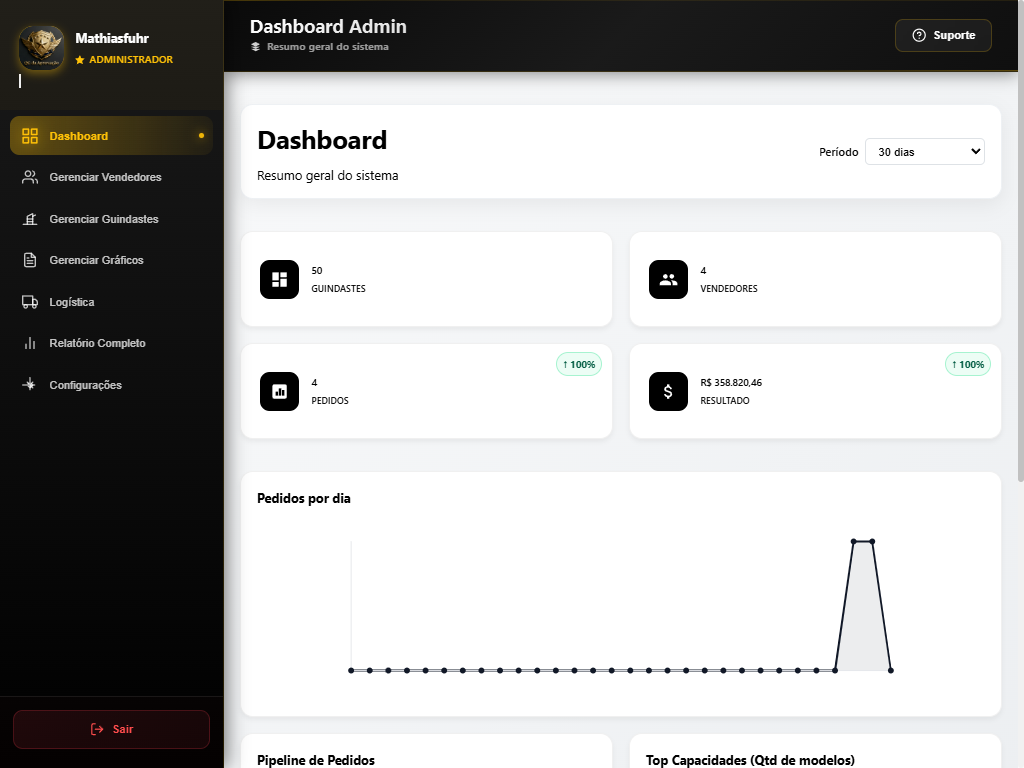 Mathiasfuhr
ADMINISTRADOR
Dashboard
Gerenciar Vendedores
Gerenciar Guindastes
Gerenciar Gráficos
Logística
Relatório Completo
Configurações
Sair
Dashboard Admin
Resumo geral do sistema
Suporte
Dashboard
Resumo geral do sistema
Período
30 dias
50
GUINDASTES
4
VENDEDORES
↑ 100%
4
PEDIDOS
↑ 100%
R$ 358.820,46
RESULTADO
Pedidos por dia
Pipeline de Pedidos
Top Capacidades (Qtd de modelos)